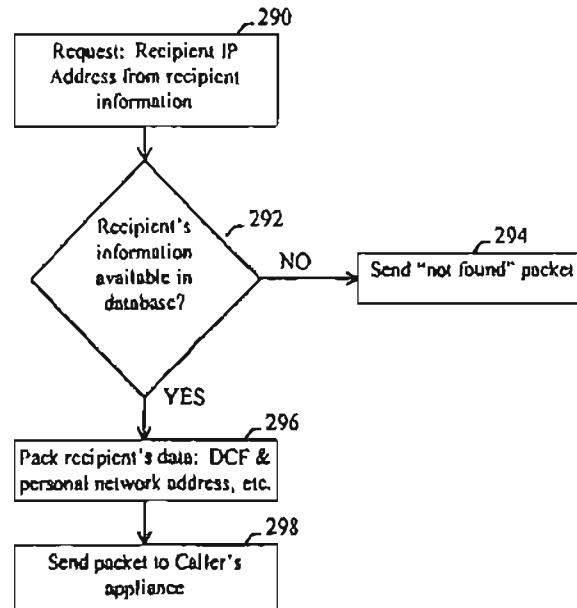 290
Request: Recipient IP
Address from recipient
information
292
Recipient's
information
available in
database?
NO
294
Send "not found" packet
YES
296
Pack recipient's data: DCF &
personal network address, etc.
298
Send packet to Caller's
appliance